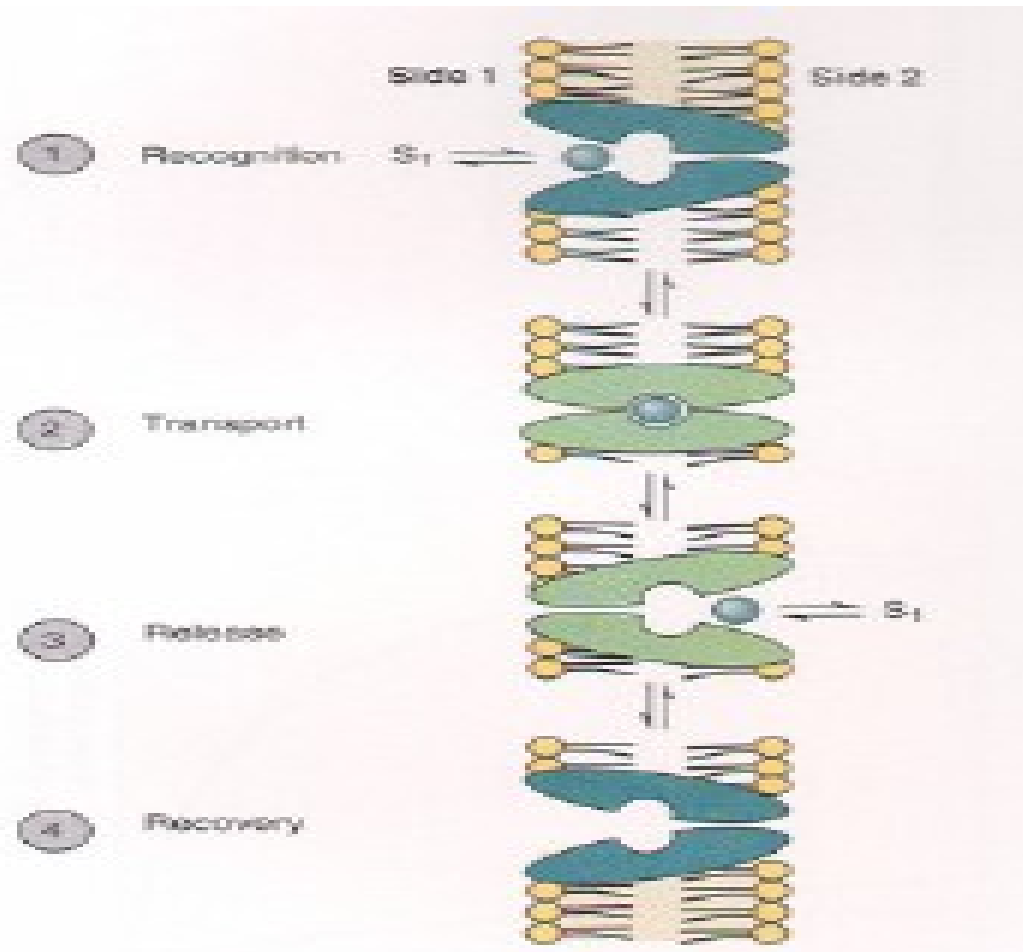 Side 1
Side 2
1 Recognition S₁
2 Transport
3 Release S₁
4 Recovery